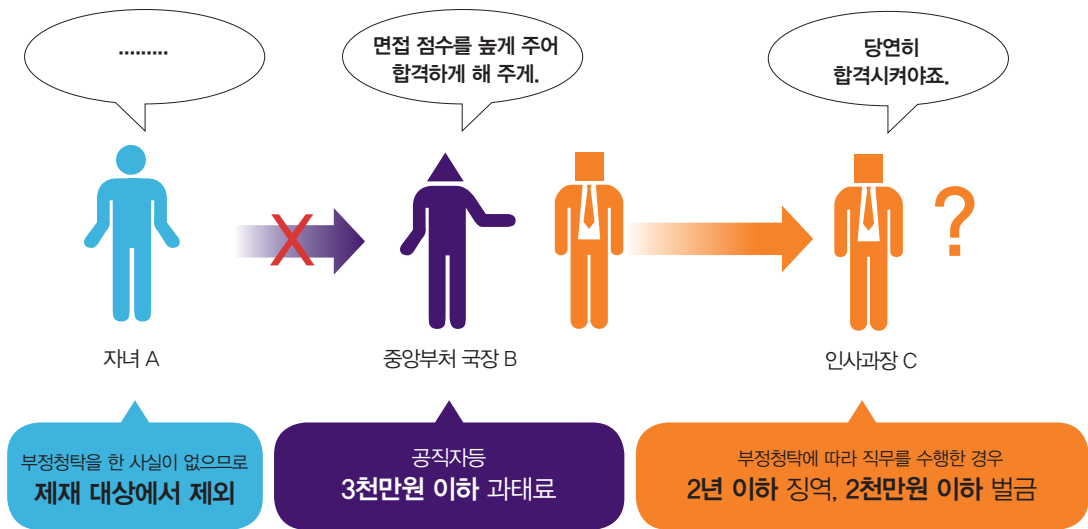 .........
면접 점수를 높게 주어
합격하게 해 주게.
당연히
합격시켜야죠.
X
?
자녀 A
중앙부처 국장 B
인사과장 C
부정청탁을 한 사실이 없으므로
제재 대상에서 제외
공직자등
3천만원 이하 과태료
부정청탁에 따라 직무를 수행한 경우
2년 이하 징역, 2천만원 이하 벌금